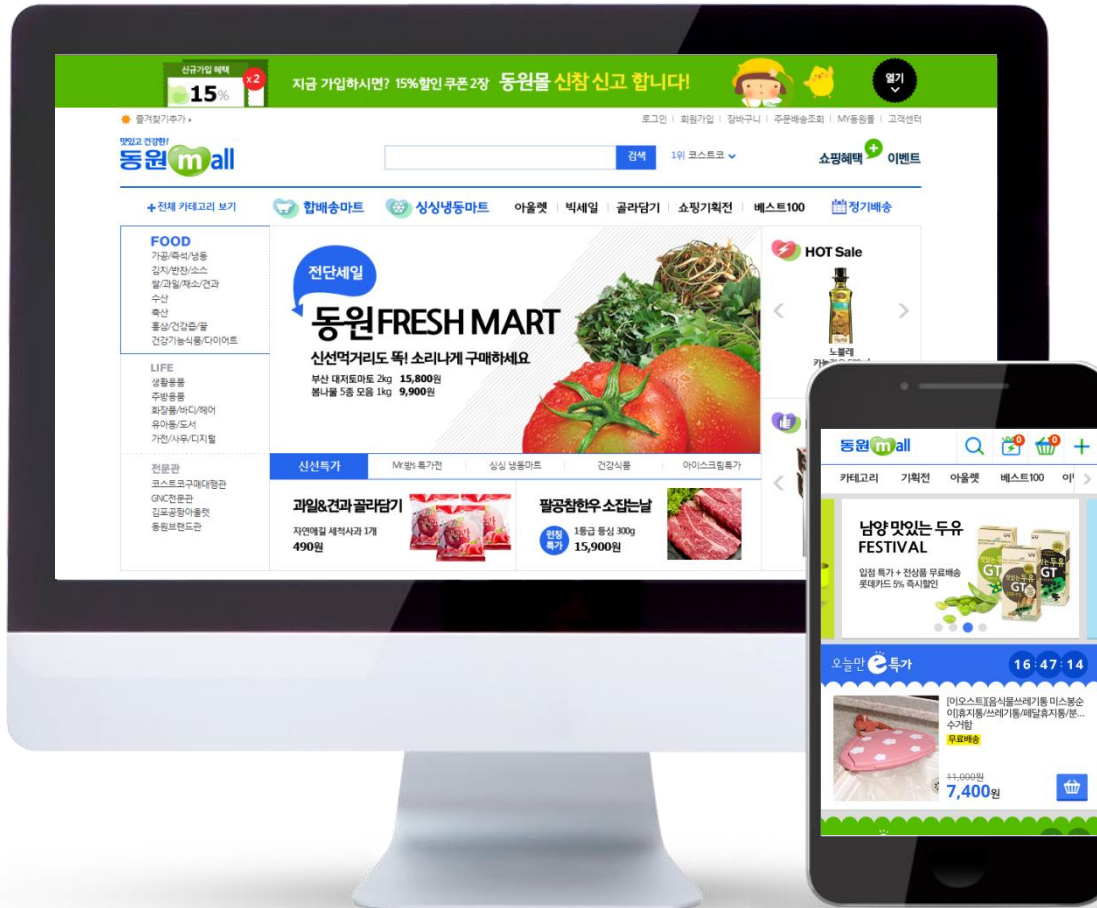 신규가입 혜택
15%
x2
지금 가입하시면? 15%할인 쿠폰 2장 동원몰 신참 신고 합니다!
열기
즐겨찾기추가
로그인 | 회원가입 | 장바구니 | 주문배송조회 | MY동원몰 | 고객센터
맛있고 건강한!
동원mall
검색
1위 코스트코
쇼핑혜택
이벤트
+전체 카테고리 보기
합배송마트
싱싱냉동마트
아울렛 | 빅세일 | 골라담기 | 쇼핑기획전 | 베스트100
정기배송
FOOD
가공/즉석/냉동
김치/반찬/소스
쌀/과일/채소/견과
수산
축산
홍삼/건강즙/꿀
건강기능식품/다이어트
LIFE
생활용품
주방용품
화장품/바디/헤어
유아동/도서
가전/사무/디지털
전문관
코스트코구매대행관
GNC전문관
김포공항아울렛
동원브랜드관
전단세일
동원FRESH MART
신선먹거리도 똑! 소리나게 구매하세요
부산 대저토마토 2kg 15,800원
봄나물 5종 모음 1kg 9,900원
HOT Sale
노블레
신선특가
Mr.방s 특가전
싱싱 냉동마트
건강식품
아이스크림특가
과일&견과 골라담기
자연애길 세척사과 1개
490원
팔공참한우 소잡는날
런칭
특가
1등급 등심 300g
15,900원
동원mall
0
0
카테고리
기획전
아울렛
베스트100
남양 맛있는 두유
FESTIVAL
입점 특가 + 전상품 무료배송
롯데카드 5% 즉시할인
맛있는 두유
GT
오늘만 e특가
16:47:14
[이오스트]음식물쓰레기통 미스봉순
이]휴지통/쓰레기통/페달휴지통/분...
수거함
무료배송
11,000원
7,400원